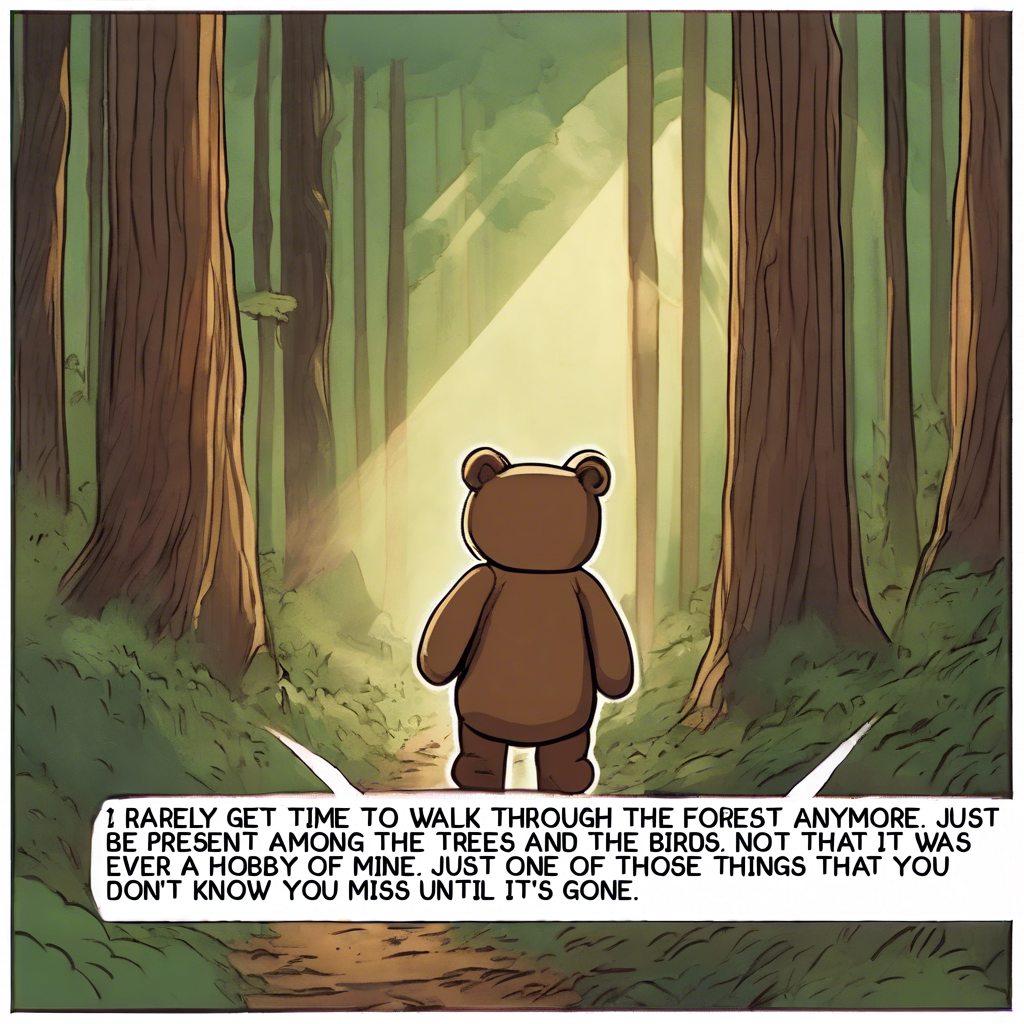 I RARELY GET TIME TO WALK THROUGH THE FOREST ANYMORE. JUST
BE PRESENT AMONG THE TREES AND THE BIRDS. NOT THAT IT WAS
EVER A HOBBY OF MINE. JUST ONE OF THOSE THINGS THAT YOU
DON'T KNOW YOU MISS UNTIL IT'S GONE.